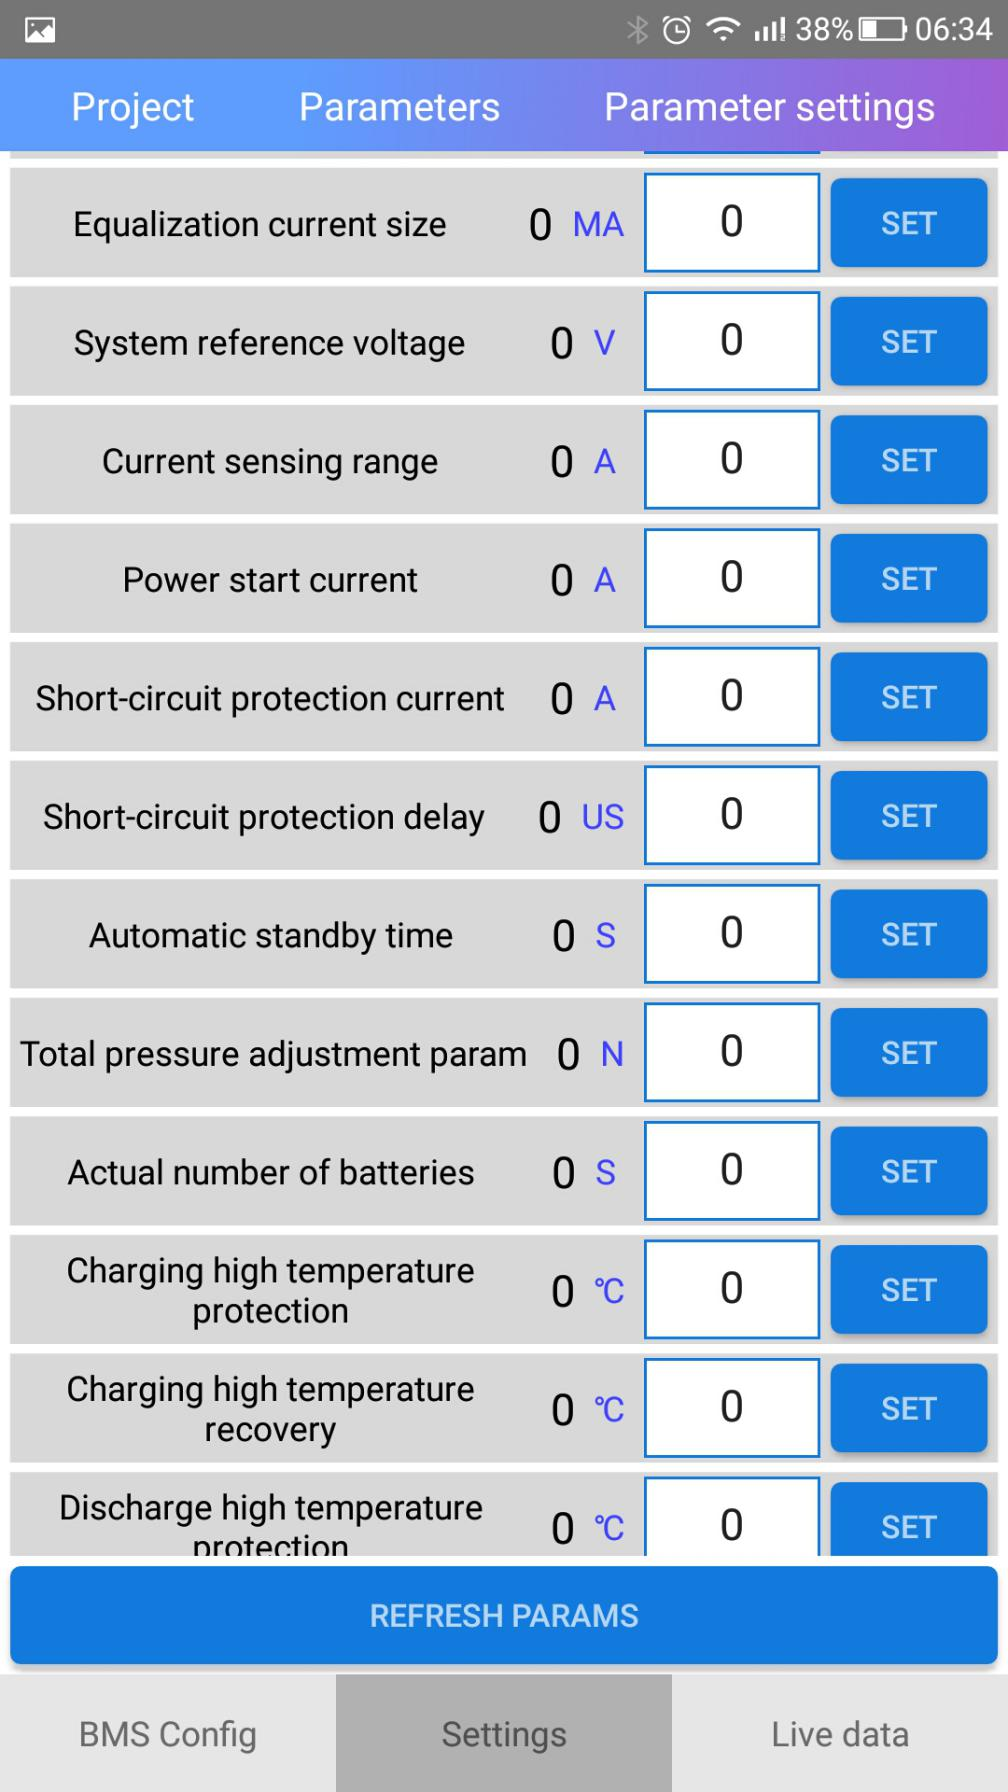 38% 06:34
Project Parameters Parameter settings
Equalization current size 0 MA 0 SET
System reference voltage 0 V 0 SET
Current sensing range 0 A 0 SET
Power start current 0 A 0 SET
Short-circuit protection current 0 A 0 SET
Short-circuit protection delay 0 US 0 SET
Automatic standby time 0 S 0 SET
Total pressure adjustment param 0 N 0 SET
Actual number of batteries 0 S 0 SET
Charging high temperature
protection 0 ℃ 0 SET
Charging high temperature
recovery 0 ℃ 0 SET
Discharge high temperature
protection 0 ℃ 0 SET
REFRESH PARAMS
BMS Config Settings Live data